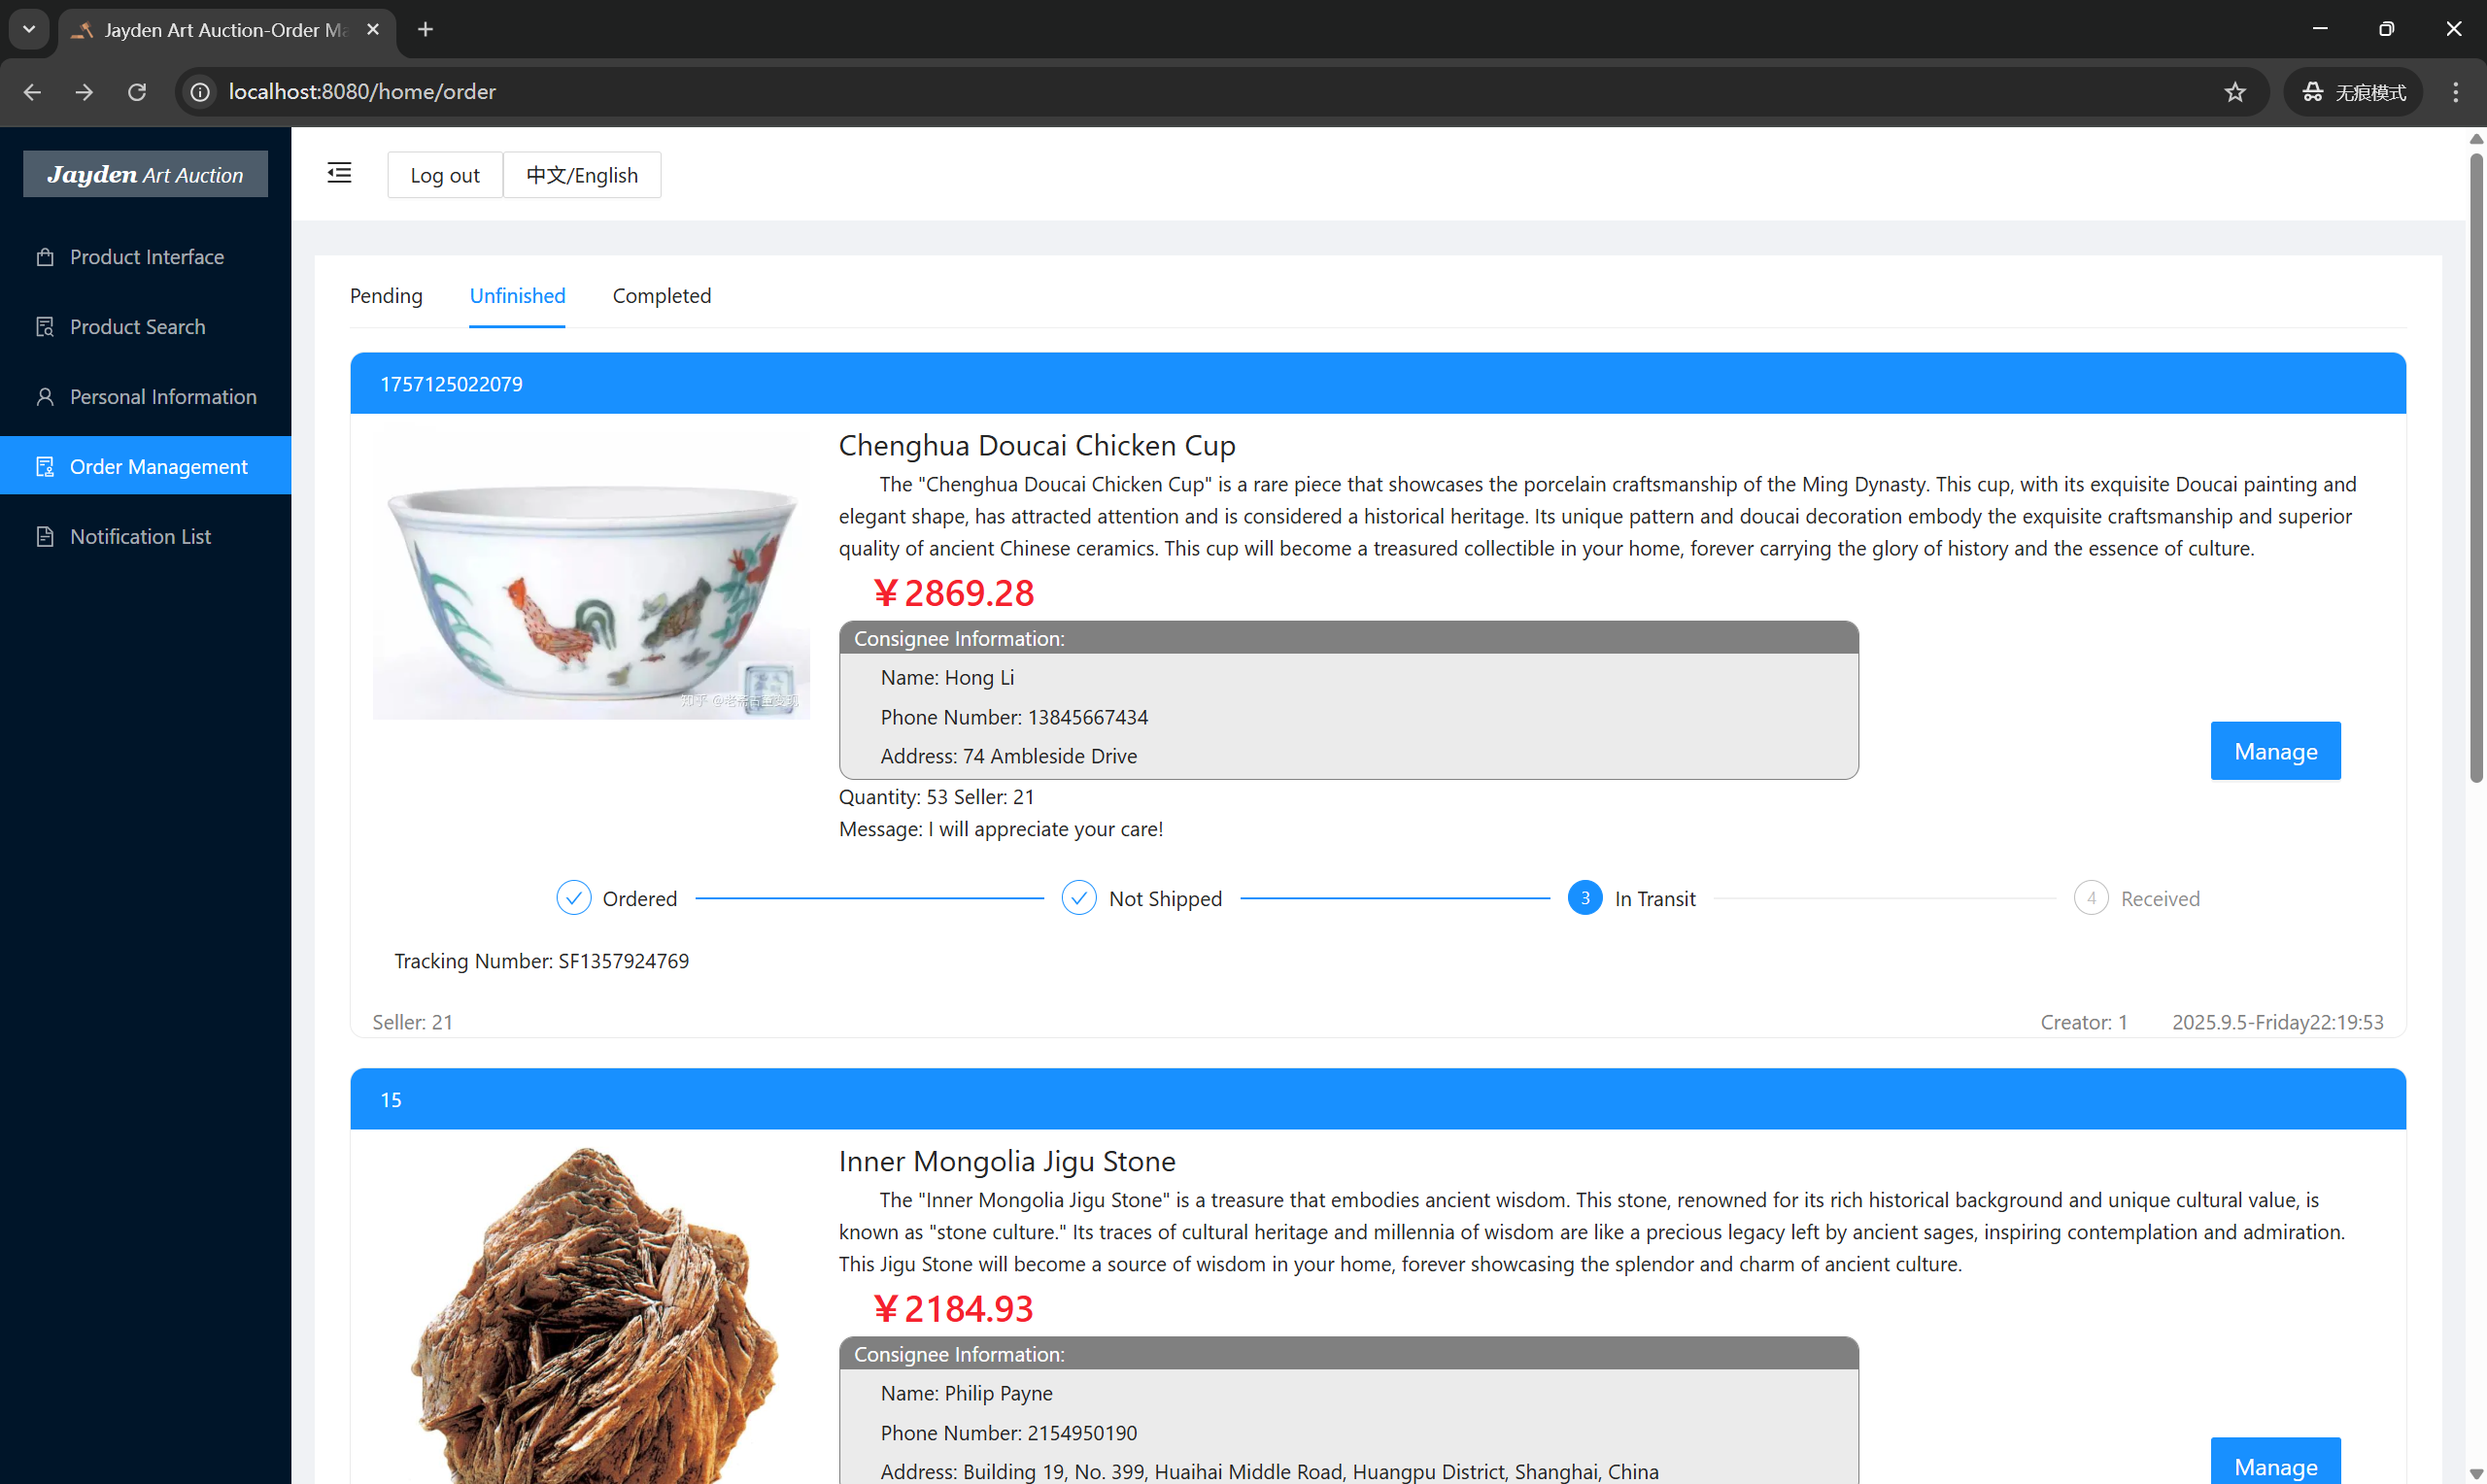 Jayden Art Auction-Order Ma
localhost:8080/home/order
无痕模式
Jayden Art Auction
Log out
中文/English
Product Interface
Product Search
Personal Information
Order Management
Notification List
Pending
Unfinished
Completed
1757125022079
Chenghua Doucai Chicken Cup
The "Chenghua Doucai Chicken Cup" is a rare piece that showcases the porcelain craftsmanship of the Ming Dynasty. This cup, with its exquisite Doucai painting and
elegant shape, has attracted attention and is considered a historical heritage. Its unique pattern and doucai decoration embody the exquisite craftsmanship and superior
quality of ancient Chinese ceramics. This cup will become a treasured collectible in your home, forever carrying the glory of history and the essence of culture.
￥2869.28
Consignee Information:
Name: Hong Li
Phone Number: 13845667434
Address: 74 Ambleside Drive
Manage
Quantity: 53 Seller: 21
Message: I will appreciate your care!
Ordered
Not Shipped
3 In Transit
4 Received
Tracking Number: SF1357924769
Seller: 21
Creator: 1
2025.9.5-Friday22:19:53
15
Inner Mongolia Jigu Stone
The "Inner Mongolia Jigu Stone" is a treasure that embodies ancient wisdom. This stone, renowned for its rich historical background and unique cultural value, is
known as "stone culture." Its traces of cultural heritage and millennia of wisdom are like a precious legacy left by ancient sages, inspiring contemplation and admiration.
This Jigu Stone will become a source of wisdom in your home, forever showcasing the splendor and charm of ancient culture.
￥2184.93
Consignee Information:
Name: Philip Payne
Phone Number: 2154950190
Address: Building 19, No. 399, Huaihai Middle Road, Huangpu District, Shanghai, China
Manage